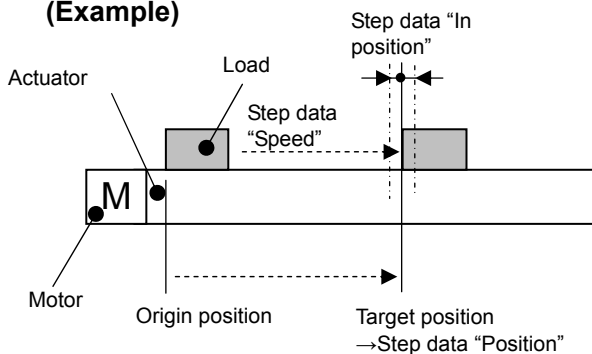 (Example)
Step data “In
position”
Load
Actuator
Step data
“Speed”
M
Motor
Origin position
Target position
→Step data “Position”